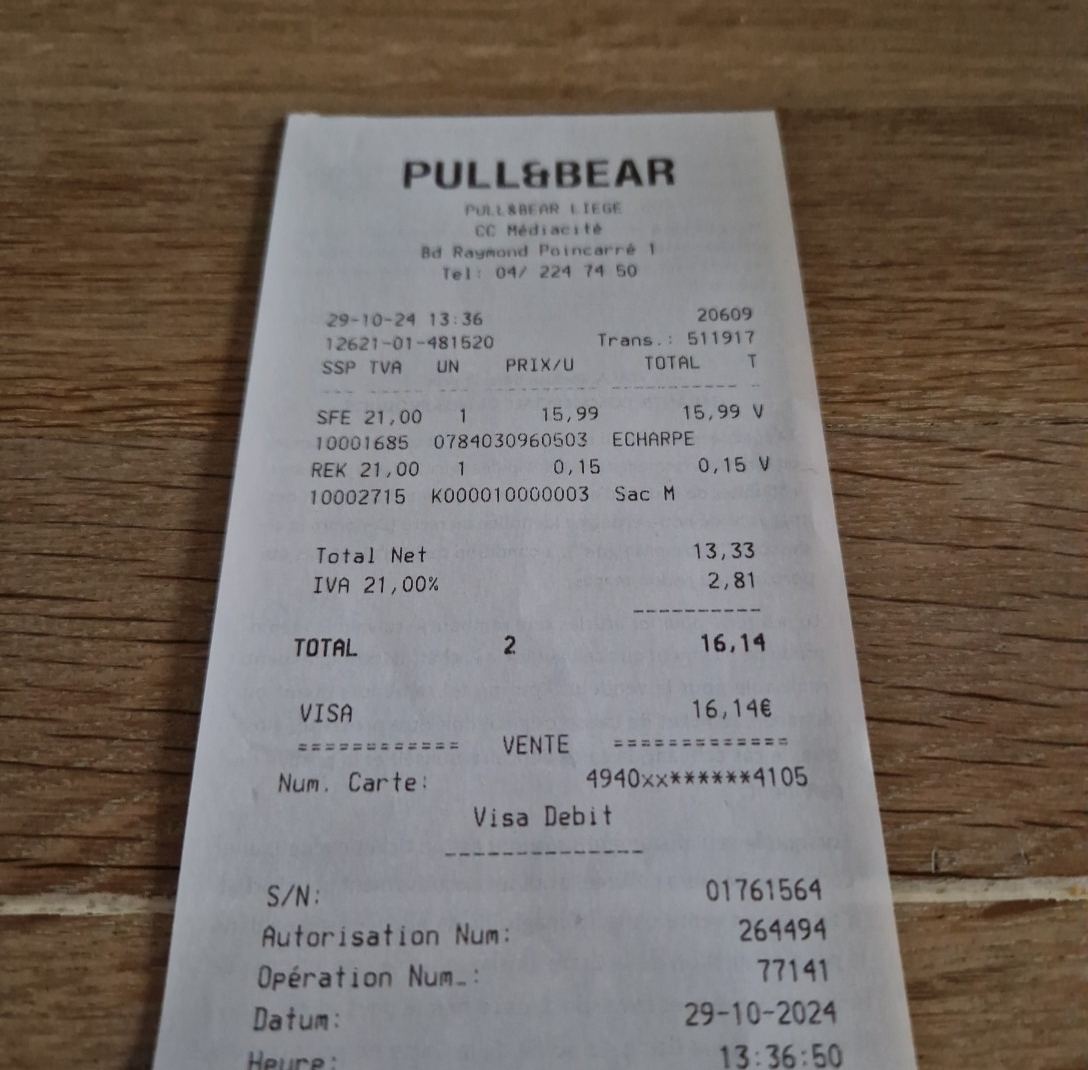 PULL&BEAR
PULL&BEAR LIEGE
CC Médiacité
Bd Raymond Poincarré 1
Tel: 04/ 224 74 50
29-10-24 13:36 20609
12621-01-481520 Trans.: 511917
SSP TVA UN PRIX/U TOTAL T
SFE 21,00 1 15,99 15,99 V
10001685 0784030960503 ECHARPE
REK 21,00 1 0,15 0,15 V
10002715 K000010000003 Sac M
Total Net 13,33
IVA 21,00% 2,81
----------
TOTAL 2 16,14
VISA 16,14€
============ VENTE =============
Num. Carte: 4940xx******4105
Visa Debit
---------------
S/N: 01761564
Autorisation Num: 264494
Opération Num_: 77141
Datum: 29-10-2024
Heure: 13:36:50